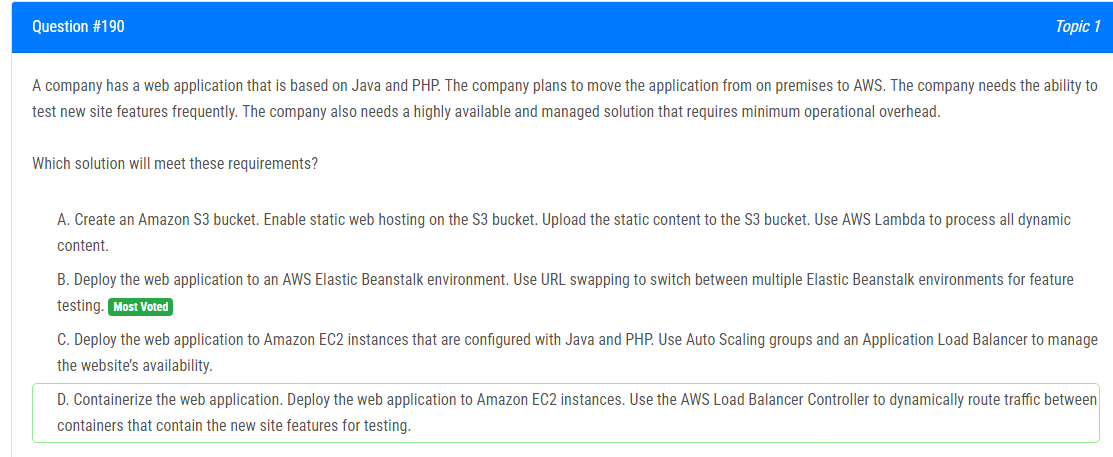 Question #190
Topic 1
A company has a web application that is based on Java and PHP. The company plans to move the application from on premises to AWS. The company needs the ability to
test new site features frequently. The company also needs a highly available and managed solution that requires minimum operational overhead.
Which solution will meet these requirements?
A. Create an Amazon S3 bucket. Enable static web hosting on the S3 bucket. Upload the static content to the S3 bucket. Use AWS Lambda to process all dynamic
content.
B. Deploy the web application to an AWS Elastic Beanstalk environment. Use URL swapping to switch between multiple Elastic Beanstalk environments for feature
testing. Most Voted
C. Deploy the web application to Amazon EC2 instances that are configured with Java and PHP. Use Auto Scaling groups and an Application Load Balancer to manage
the website’s availability.
D. Containerize the web application. Deploy the web application to Amazon EC2 instances. Use the AWS Load Balancer Controller to dynamically route traffic between
containers that contain the new site features for testing.